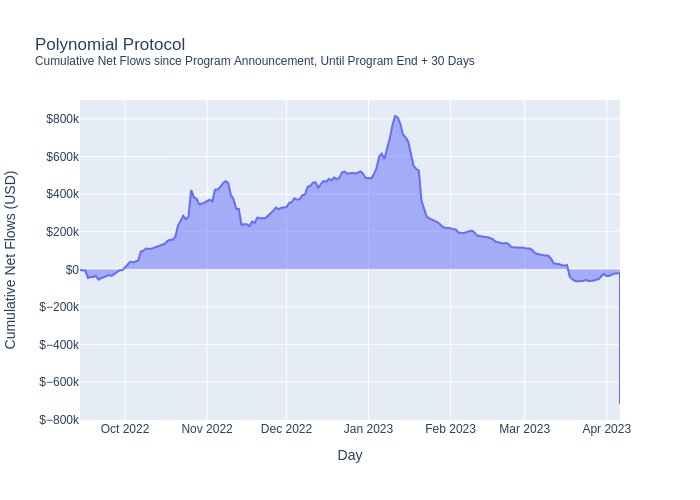 Polynomial Protocol
Cumulative Net Flows since Program Announcement, Until Program End + 30 Days
Cumulative Net Flows (USD)
$800k
$600k
$400k
$200k
$0
$−200k
$−400k
$−600k
$−800k
Oct 2022 Nov 2022 Dec 2022 Jan 2023 Feb 2023 Mar 2023 Apr 2023
Day